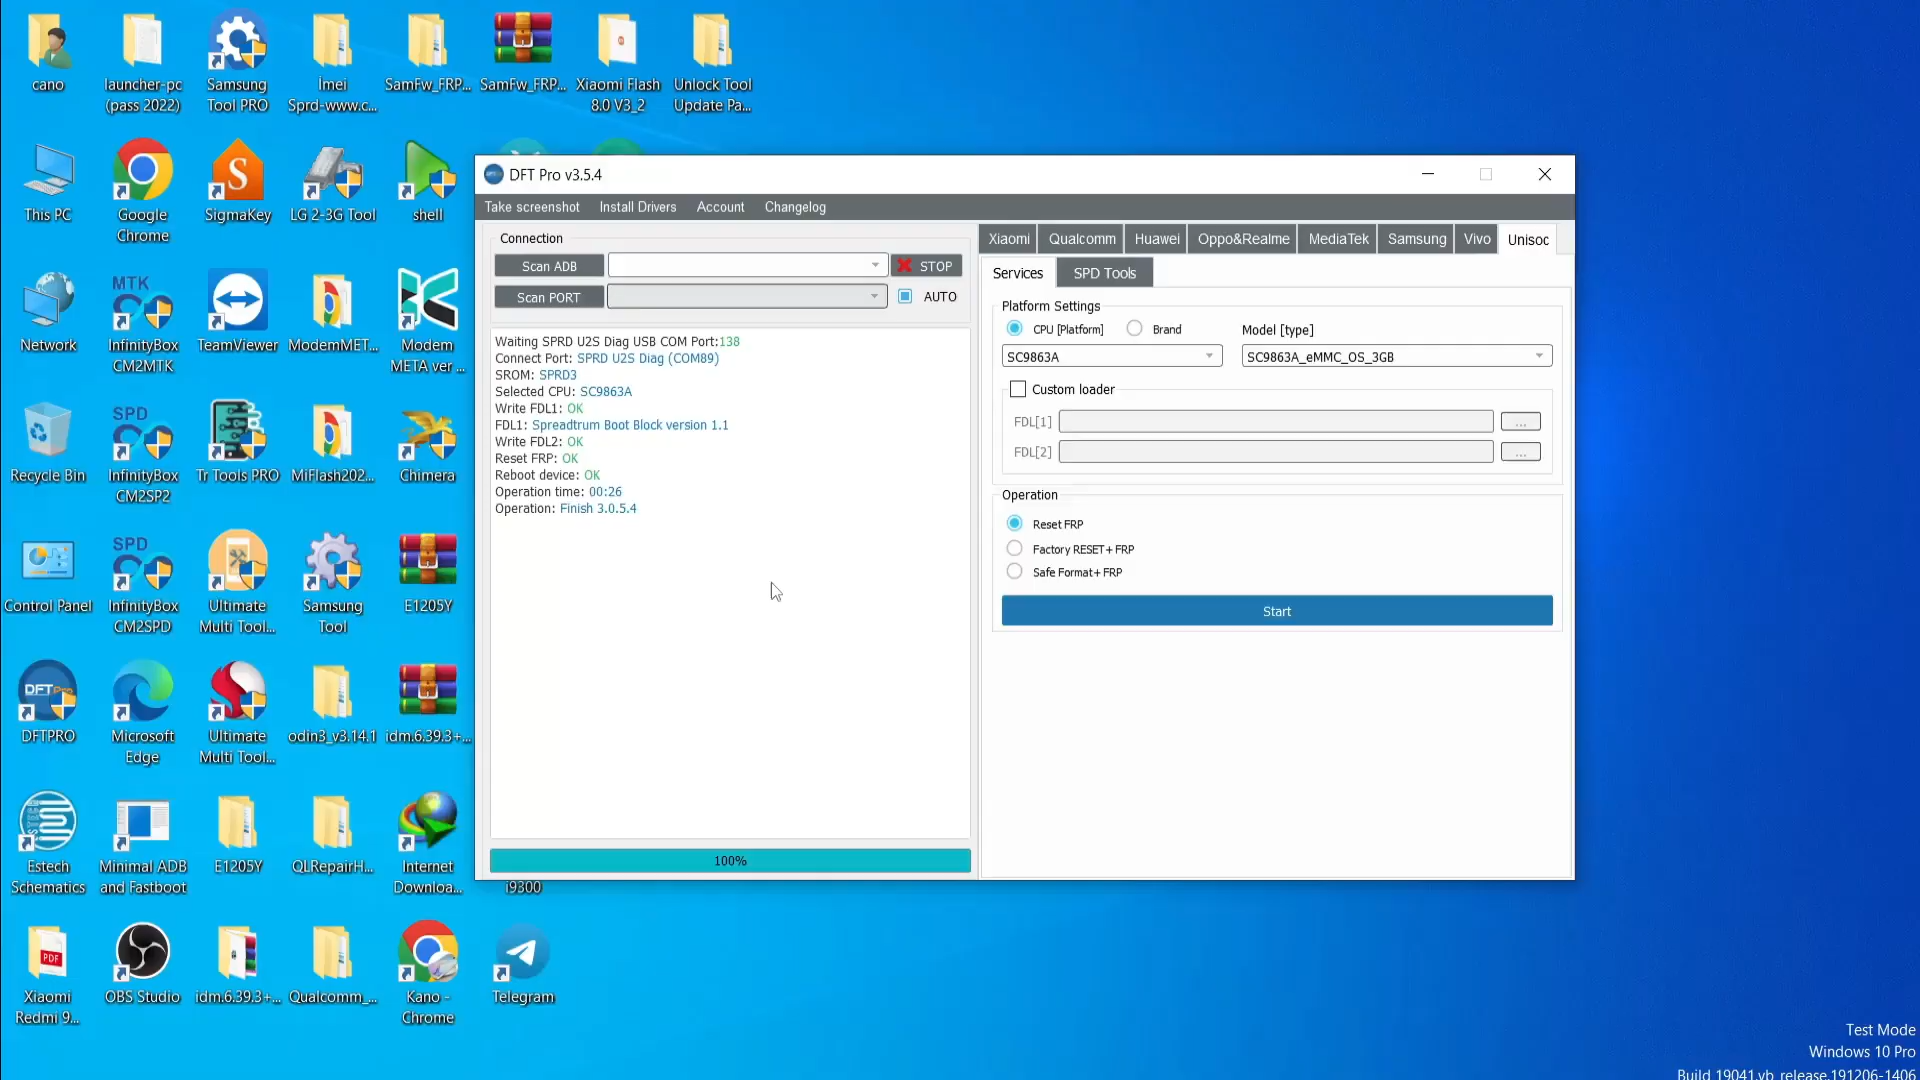 cano
launcher-pc
(pass 2022)
Samsung
Tool PRO
İmei
Sprd-www.c...
SamFw_FRP...
SamFw_FRP...
Xiaomi Flash
8.0 V3_2
Unlock Tool
Update Pa...
This PC
Google
Chrome
SigmaKey
LG 2-3G Tool
shell
Network
MTK
InfinityBox
CM2MTK
TeamViewer
ModemMET...
Modem
META ver ...
Recycle Bin
SPD
InfinityBox
CM2SP2
Tr Tools PRO
MiFlash202...
Chimera
Control Panel
SPD
InfinityBox
CM2SPD
Ultimate
Multi Tool...
Samsung
Tool
E1205Y
DFTPRO
Microsoft
Edge
Ultimate
Multi Tool...
odin3_v3.14.1
idm.6.39.3+...
Estech
Schematics
Minimal ADB
and Fastboot
E1205Y
QLRepairH...
Internet
Downloa...
i9300
PDF
Xiaomi
Redmi 9...
OBS Studio
idm.6.39.3+...
Qualcomm_...
Kano -
Chrome
Telegram
DFT Pro v3.5.4
Take screenshot Install Drivers Account Changelog
Connection
Scan ADB STOP
Scan PORT AUTO
Waiting SPRD U2S Diag USB COM Port:138
Connect Port: SPRD U2S Diag (COM89)
SROM: SPRD3
Selected CPU: SC9863A
Write FDL1: OK
FDL1: Spreadtrum Boot Block version 1.1
Write FDL2: OK
Reset FRP: OK
Reboot device: OK
Operation time: 00:26
Operation: Finish 3.0.5.4
100%
Xiaomi Qualcomm Huawei Oppo&Realme MediaTek Samsung Vivo Unisoc
Services SPD Tools
Platform Settings
CPU [Platform] Brand Model [type]
SC9863A SC9863A_eMMC_OS_3GB
Custom loader
FDL[1] ...
FDL[2] ...
Operation
Reset FRP
Factory RESET+ FRP
Safe Format+ FRP
Start
Test Mode
Windows 10 Pro
Build 19041.vb_release.191206-1406